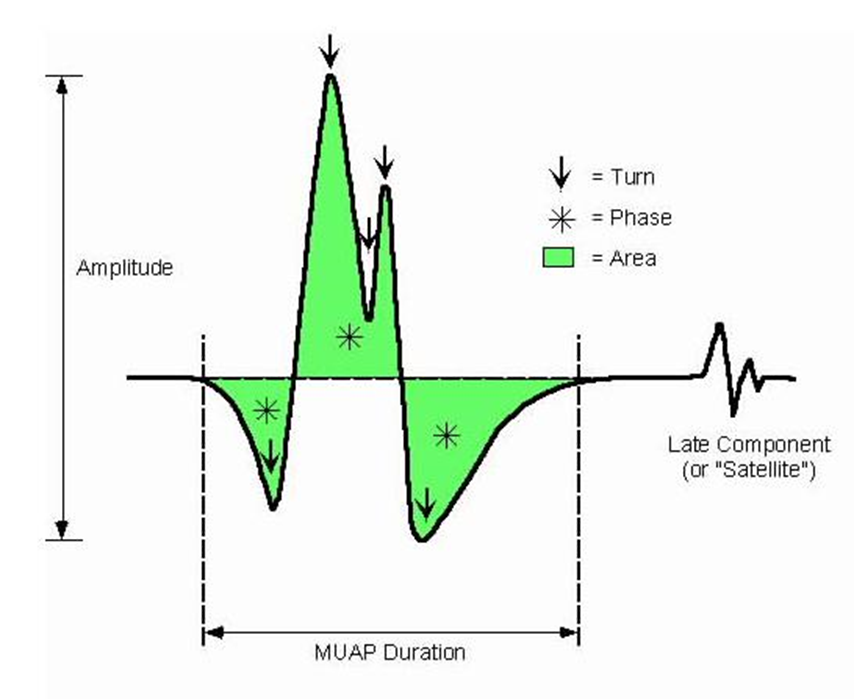 = Turn
= Phase
= Area
Amplitude
Late Component
(or "Satellite")
MUAP Duration